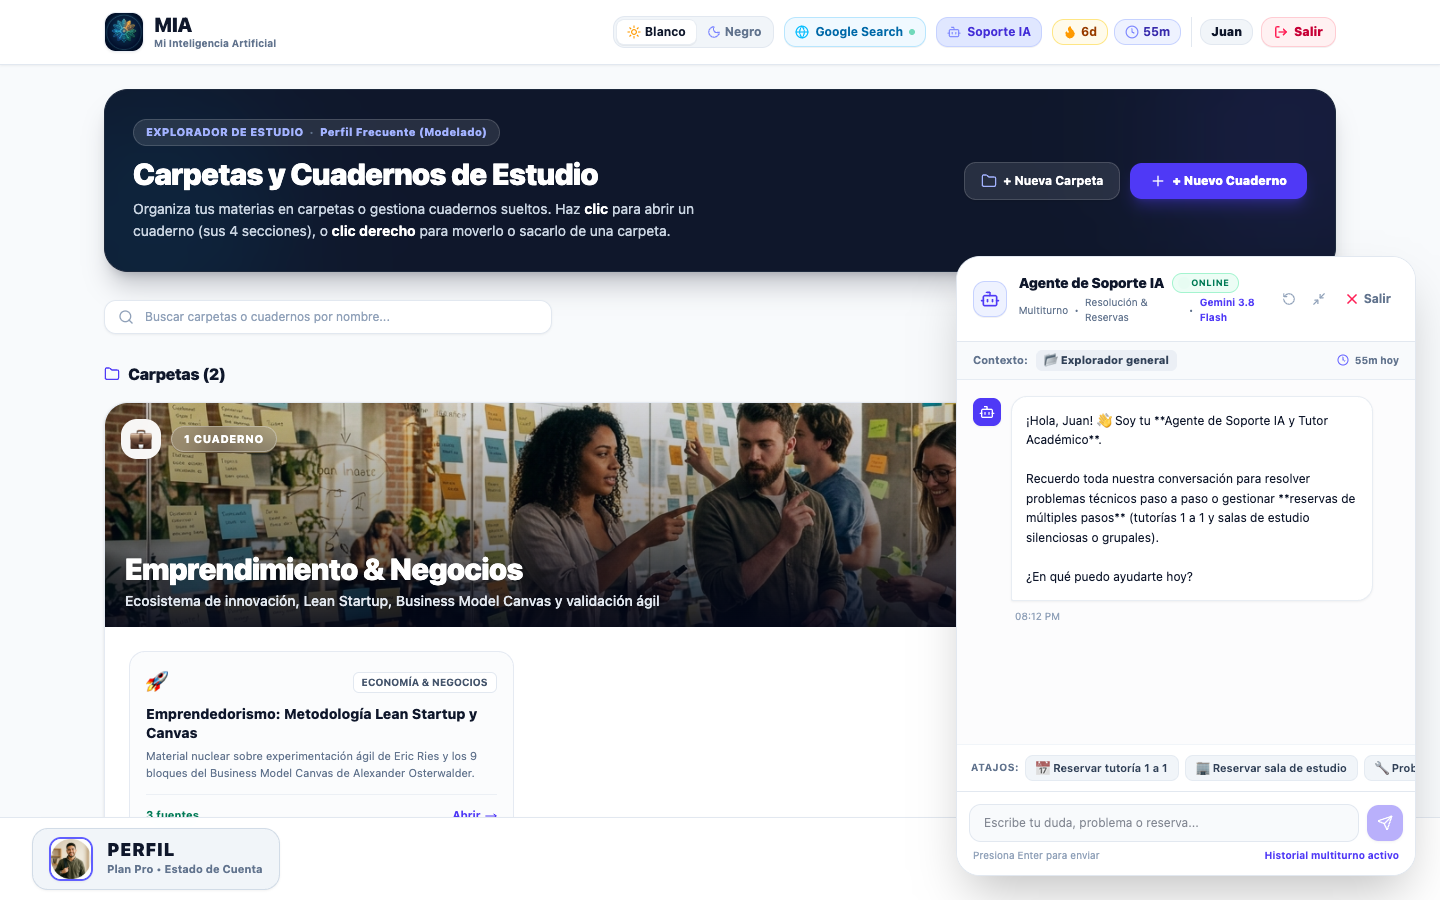 MIA
Mi Inteligencia Artificial
Blanco
Negro
Google Search
Soporte IA
6d
55m
Juan
Salir
EXPLORADOR DE ESTUDIO · Perfil Frecuente (Modelado)
Carpetas y Cuadernos de Estudio
Organiza tus materias en carpetas o gestiona cuadernos sueltos. Haz clic para abrir un
cuaderno (sus 4 secciones), o clic derecho para moverlo o sacarlo de una carpeta.
+ Nueva Carpeta
+ Nuevo Cuaderno
Buscar carpetas o cuadernos por nombre...
Carpetas (2)
1 CUADERNO
Emprendimiento & Negocios
Ecosistema de innovación, Lean Startup, Business Model Canvas y validación ágil
ECONOMÍA & NEGOCIOS
Emprendedorismo: Metodología Lean Startup y
Canvas
Material nuclear sobre experimentación ágil de Eric Ries y los 9
bloques del Business Model Canvas de Alexander Osterwalder.
3 fuentes
Abrir →
PERFIL
Plan Pro • Estado de Cuenta
Agente de Soporte IA
ONLINE
Multiturno • Resolución &
Reservas
• Gemini 3.8
Flash
Salir
Contexto:
Explorador general
55m hoy
¡Hola, Juan! 👋 Soy tu **Agente de Soporte IA y Tutor
Académico**.
Recuerdo toda nuestra conversación para resolver
problemas técnicos paso a paso o gestionar **reservas de
múltiples pasos** (tutorías 1 a 1 y salas de estudio
silenciosas o grupales).
¿En qué puedo ayudarte hoy?
08:12 PM
ATAJOS:
Reservar tutoría 1 a 1
Reservar sala de estudio
Prob
Escribe tu duda, problema o reserva...
Presiona Enter para enviar
Historial multiturno activo